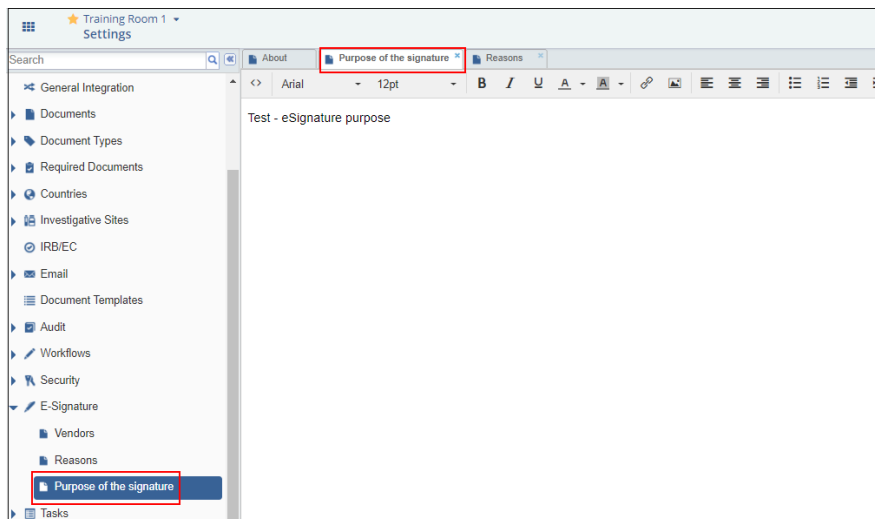 Training Room 1
Settings
Search
About
Purpose of the signature
Reasons
General Integration
Arial
12pt
B I U A A
Documents
Test - eSignature purpose
Document Types
Required Documents
Countries
Investigative Sites
IRB/EC
Email
Document Templates
Audit
Workflows
Security
E-Signature
Vendors
Reasons
Purpose of the signature
Tasks